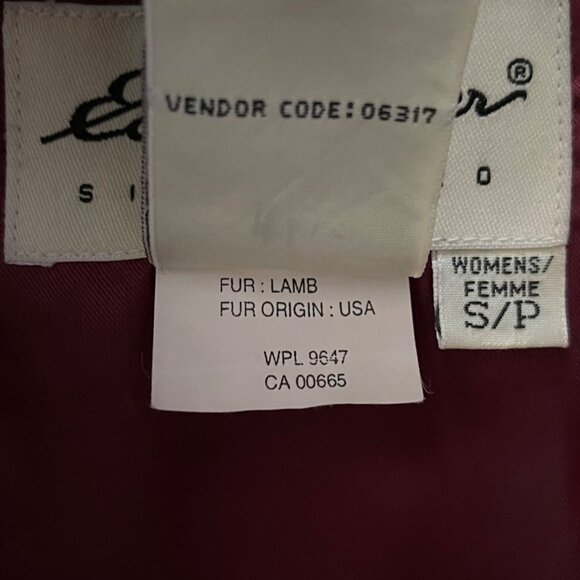 VENDOR CODE: 06317
®
WOMENS/
FEMME
S/P
FUR : LAMB
FUR ORIGIN : USA
WPL 9647
CA 00665